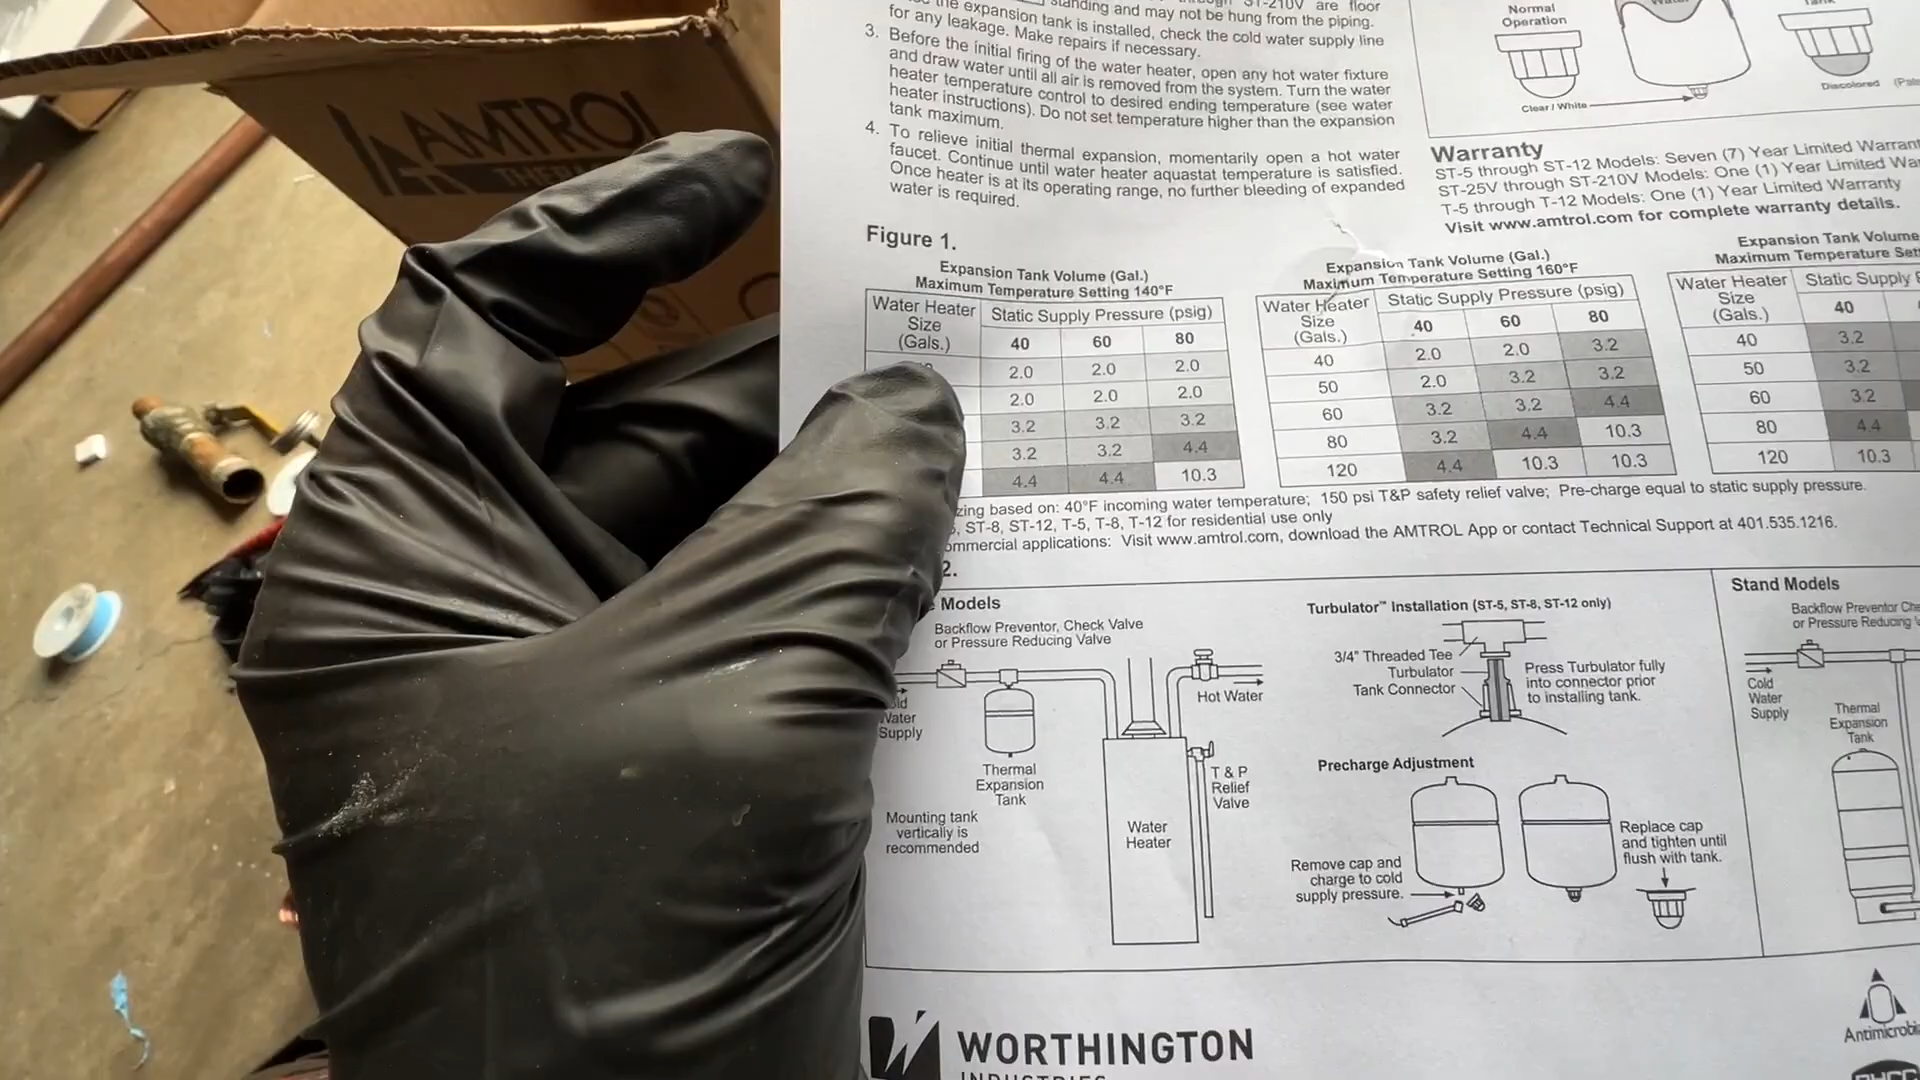 AMTROL
THER
standing and may not be hung from the piping.
ST-210V are floor
the expansion tank is installed, check the cold water supply line
for any leakage. Make repairs if necessary.
3. Before the initial firing of the water heater, open any hot water fixture
and draw water until all air is removed from the system. Turn the water
heater temperature control to desired ending temperature (see water
heater instructions). Do not set temperature higher than the expansion
tank maximum.
4. To relieve initial thermal expansion, momentarily open a hot water
faucet. Continue until water heater aquastat temperature is satisfied.
Once heater is at its operating range, no further bleeding of expanded
water is required.
Normal
Operation
Clear / White
Discolored
Warranty
ST-5 through ST-12 Models: Seven (7) Year Limited Warrant
ST-25V through ST-210V Models: One (1) Year Limited Wa
T-5 through T-12 Models: One (1) Year Limited Warranty
Visit www.amtrol.com for complete warranty details.
Figure 1.
Expansion Tank Volume (Gal.)
Maximum Temperature Setting 140°F
Water Heater Size (Gals.) Static Supply Pressure (psig)
40 60 80
2.0 2.0 2.0
2.0 2.0 2.0
3.2 3.2 3.2
3.2 3.2 4.4
4.4 4.4 10.3
Expansion Tank Volume (Gal.)
Maximum Temperature Setting 160°F
Water Heater Size (Gals.) Static Supply Pressure (psig)
40 60 80
40 2.0 2.0 3.2
50 2.0 3.2 3.2
60 3.2 3.2 4.4
80 3.2 4.4 10.3
120 4.4 10.3 10.3
Expansion Tank Volume
Maximum Temperature Set
Water Heater Size (Gals.) Static Supply
40
40 3.2
50 3.2
60 3.2
80 4.4
120 10.3
zing based on: 40°F incoming water temperature; 150 psi T&P safety relief valve; Pre-charge equal to static supply pressure.
, ST-8, ST-12, T-5, T-8, T-12 for residential use only
ommercial applications: Visit www.amtrol.com, download the AMTROL App or contact Technical Support at 401.535.1216.
2.
Models
Backflow Preventor, Check Valve
or Pressure Reducing Valve
Hot Water
Water
Supply
Thermal
Expansion
Tank
Mounting tank
vertically is
recommended
Water
Heater
T & P
Relief
Valve
Turbulator™ Installation (ST-5, ST-8, ST-12 only)
3/4" Threaded Tee
Turbulator
Tank Connector
Press Turbulator fully
into connector prior
to installing tank.
Precharge Adjustment
Remove cap and
charge to cold
supply pressure.
Replace cap
and tighten until
flush with tank.
Stand Models
Backflow Preventor Che
or Pressure Reducing
Cold
Water
Supply
Thermal
Expansion
Tank
WORTHINGTON
INDUSTRIES
Antimicrobi